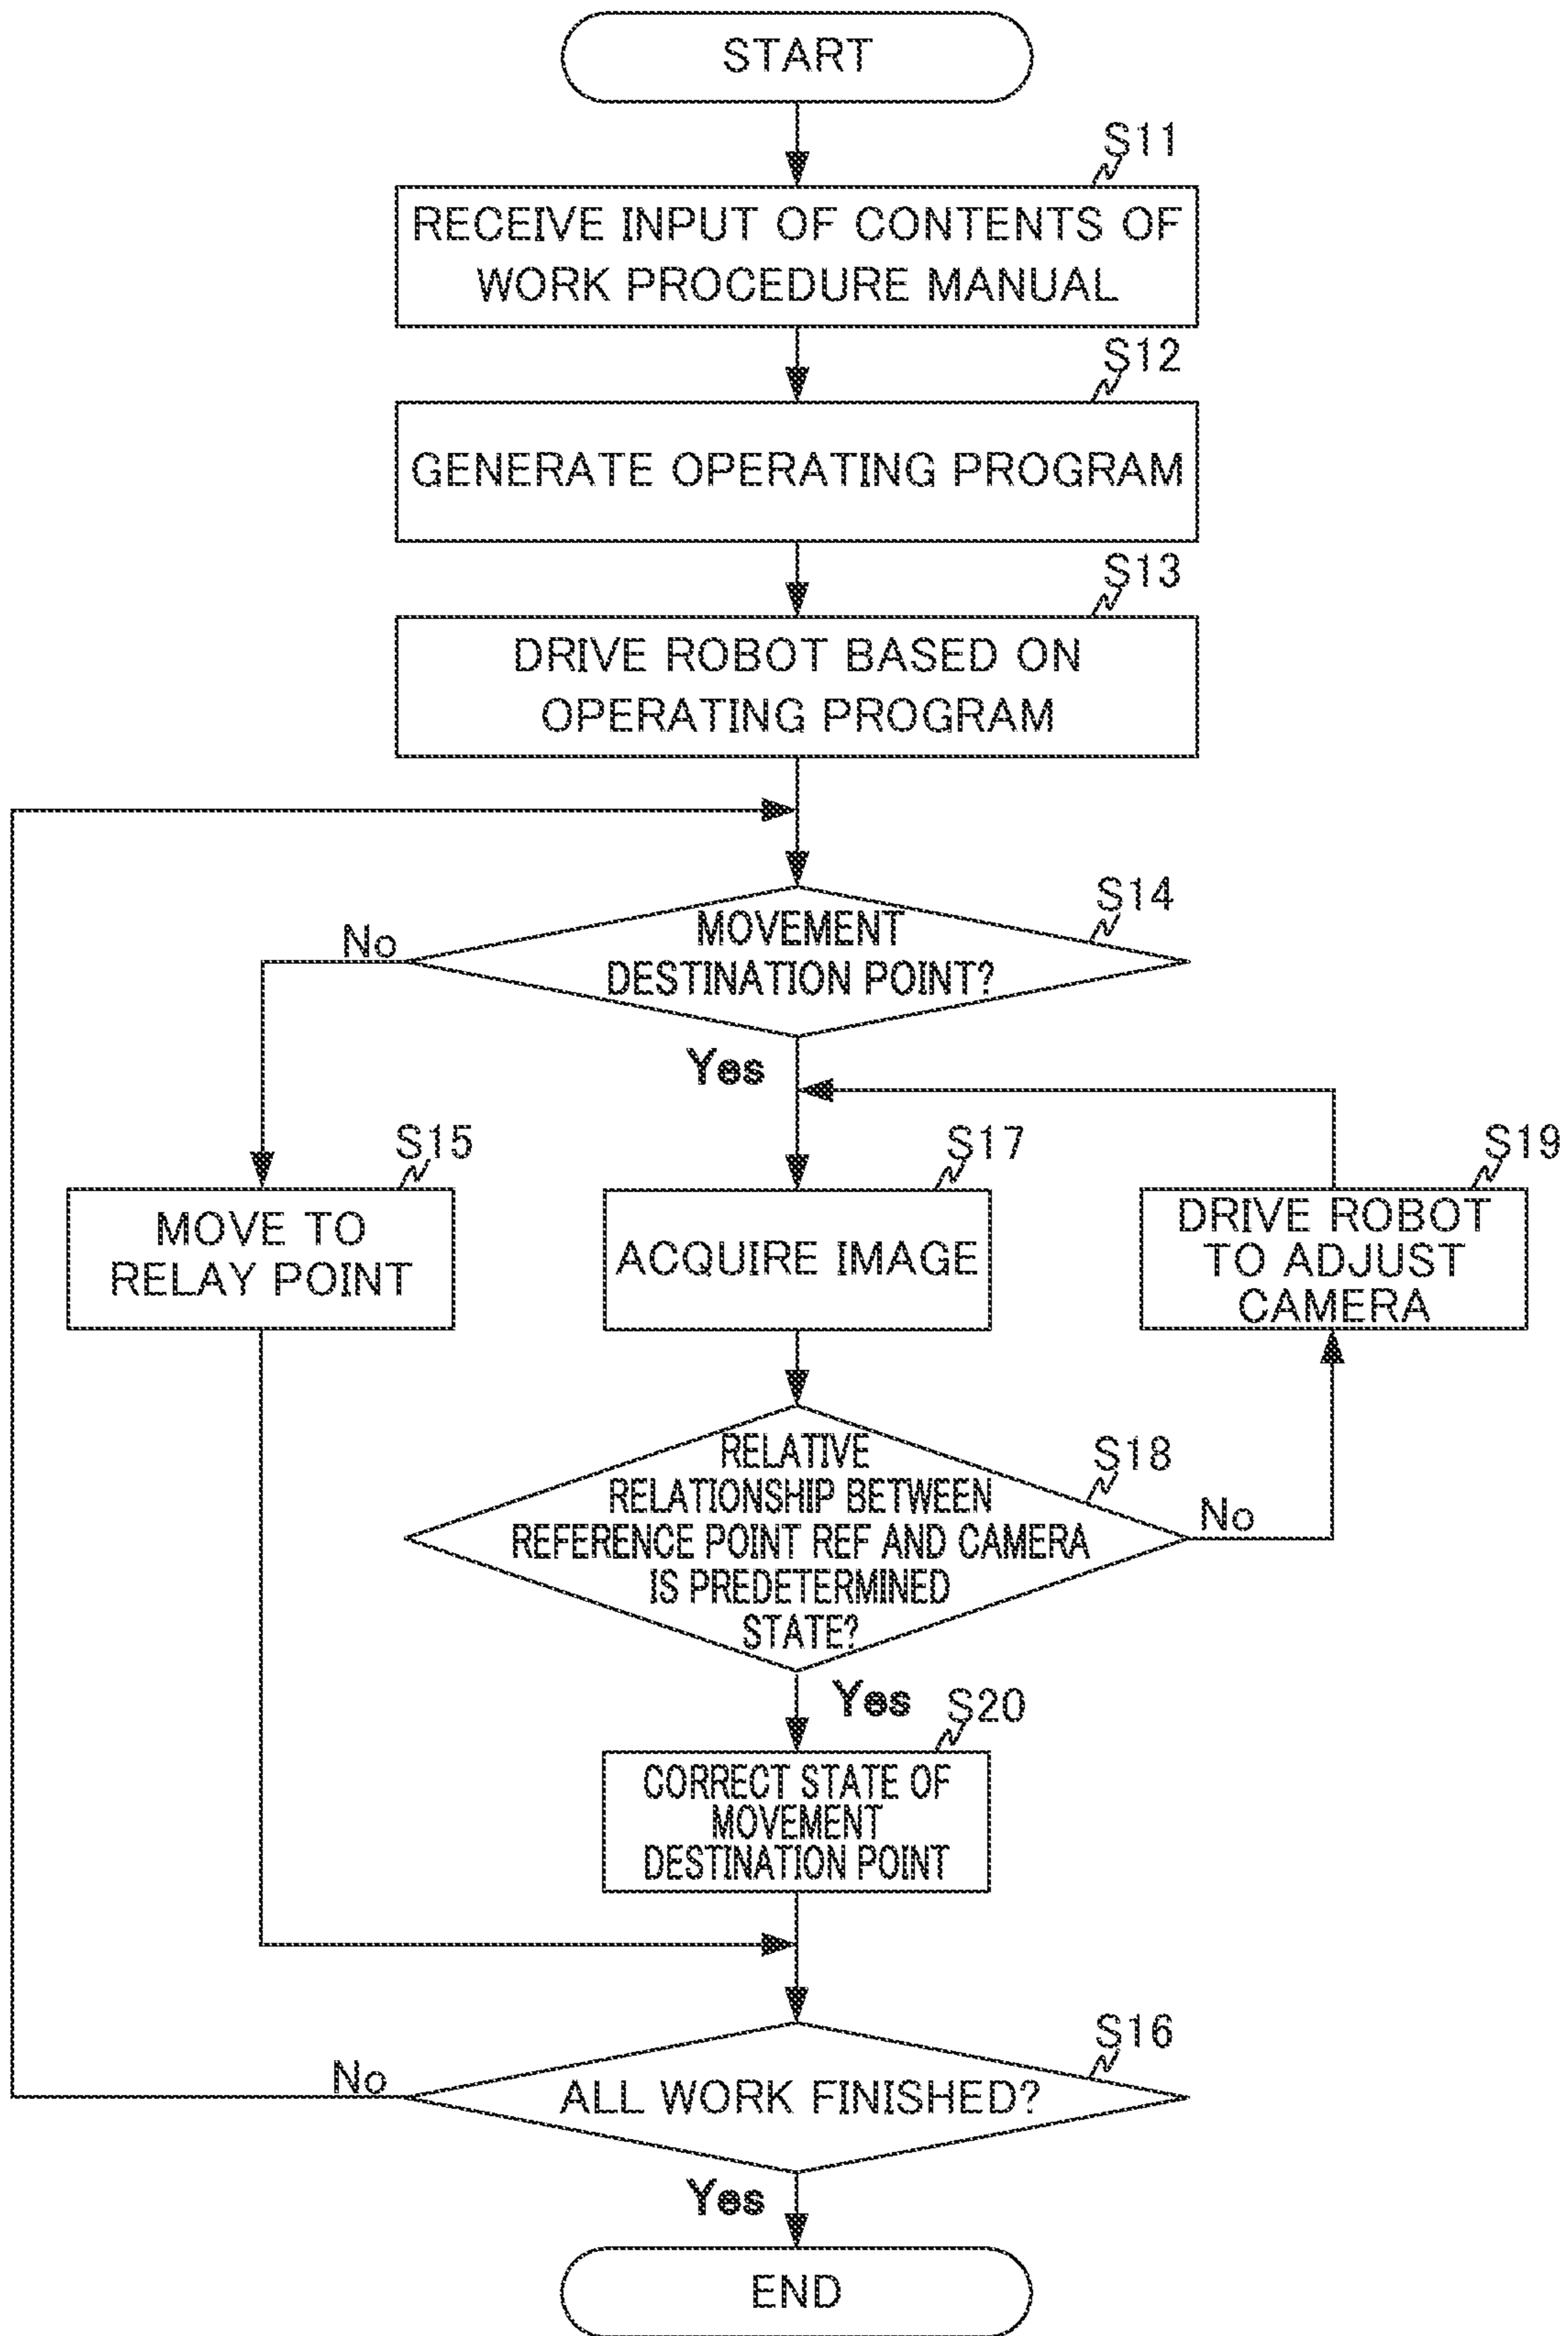 START
S11
RECEIVE INPUT OF CONTENTS OF
WORK PROCEDURE MANUAL
S12
GENERATE OPERATING PROGRAM
S13
DRIVE ROBOT BASED ON
OPERATING PROGRAM
S14
No
MOVEMENT
DESTINATION POINT?
Yes
S15
MOVE TO
RELAY POINT
S17
ACQUIRE IMAGE
S19
DRIVE ROBOT
TO ADJUST
CAMERA
S18
RELATIVE
RELATIONSHIP BETWEEN
REFERENCE POINT REF AND CAMERA
IS PREDETERMINED
STATE?
No
Yes
S20
CORRECT STATE OF
MOVEMENT
DESTINATION POINT
S16
No
ALL WORK FINISHED?
Yes
END